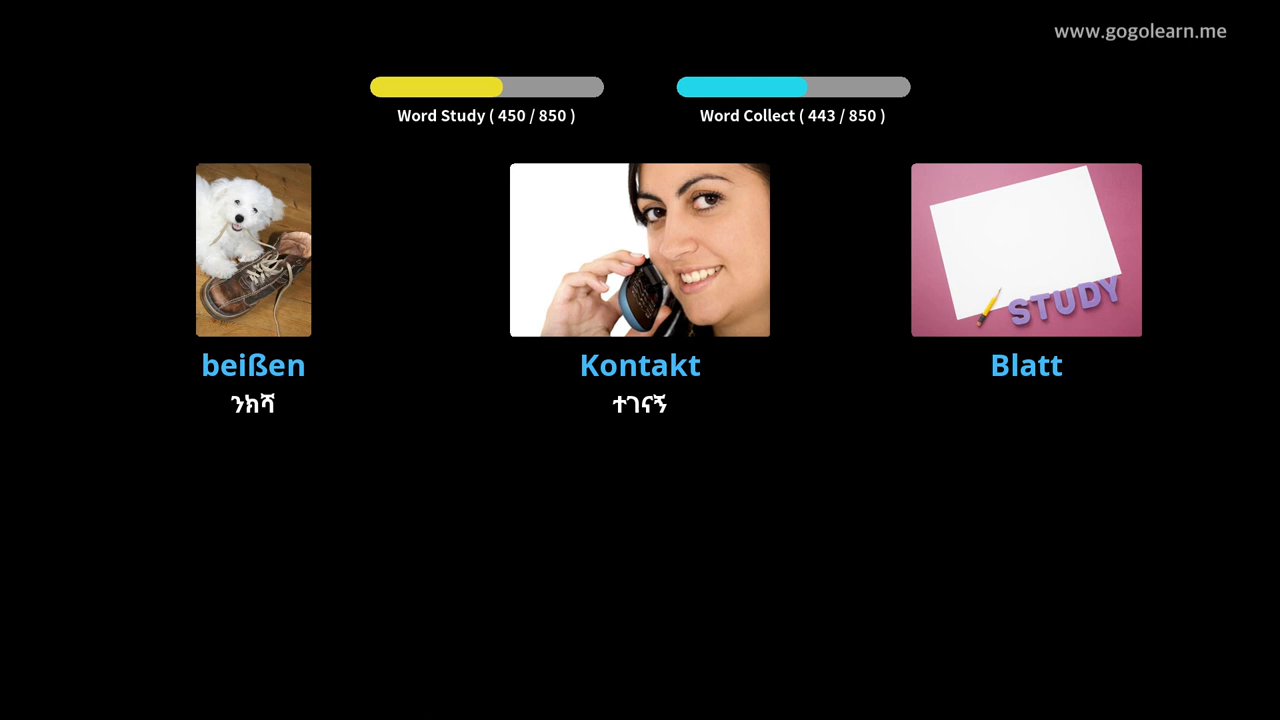 www.gogolearn.me
Word Study ( 450 / 850 )
Word Collect ( 443 / 850 )
STUDY
beißen
Kontakt
Blatt
ንክሻ
ተገናኝ